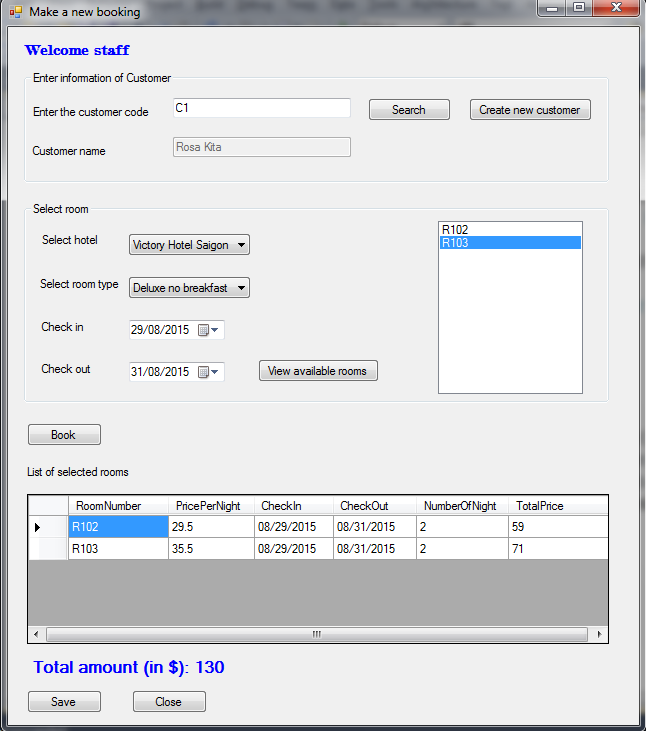 Make a new booking
Welcome staff
Enter information of Customer
Enter the customer code C1 Search Create new customer
Customer name Rosa Kita
Select room
Select hotel Victory Hotel Saigon
R102
R103
Select room type Deluxe no breakfast
Check in 29/08/2015
Check out 31/08/2015 View available rooms
Book
List of selected rooms
RoomNumber PricePerNight CheckIn CheckOut NumberOfNight TotalPrice
R102 29.5 08/29/2015 08/31/2015 2 59
R103 35.5 08/29/2015 08/31/2015 2 71
Total amount (in $): 130
Save Close